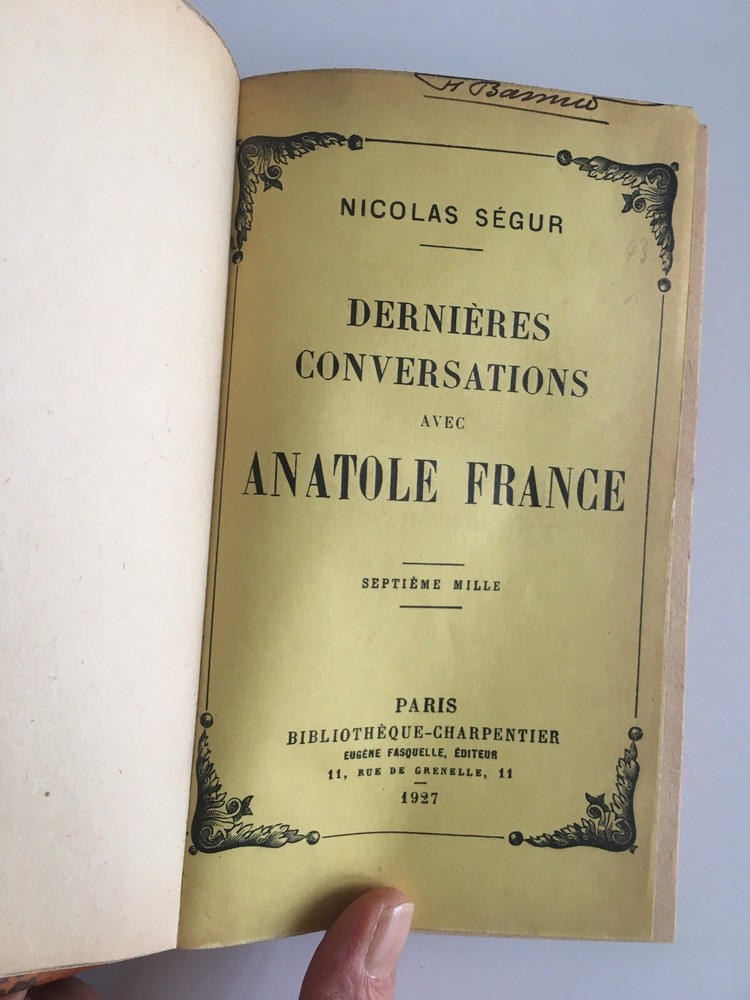 NICOLAS SÉGUR
DERNIÈRES
CONVERSATIONS
AVEC
ANATOLE FRANCE
SEPTIÈME MILLE
PARIS
BIBLIOTHÈQUE-CHARPENTIER
EUGÈNE FASQUELLE, ÉDITEUR
11, RUE DE GRENELLE, 11
1927